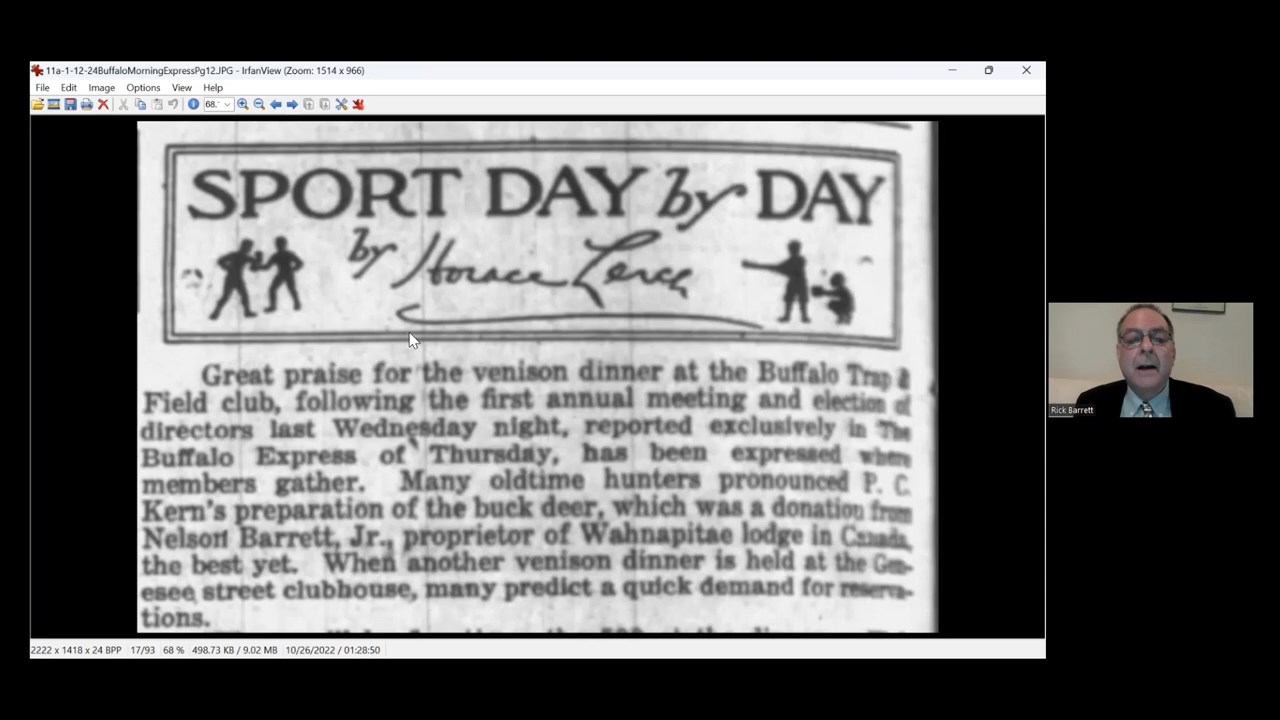 11a-1-12-24BuffaloMorningExpressPg12.JPG - IrfanView (Zoom: 1514 x 966)
File Edit Image Options View Help
68.
SPORT DAY by DAY
by Horace Lerch
Great praise for the venison dinner at the Buffalo Trap &
Field club, following the first annual meeting and election of
directors last Wednesday night, reported exclusively in The
Buffalo Express of Thursday, has been expressed where
members gather. Many oldtime hunters pronounced P. C.
Kern's preparation of the buck deer, which was a donation from
Nelson Barrett, Jr., proprietor of Wahnapitae lodge in Canada,
the best yet. When another venison dinner is held at the Gen-
esee street clubhouse, many predict a quick demand for reserva-
tions.
2222 x 1418 x 24 BPP 17/93 68 % 498.73 KB / 9.02 MB 10/26/2022 / 01:28:50
Rick Barrett